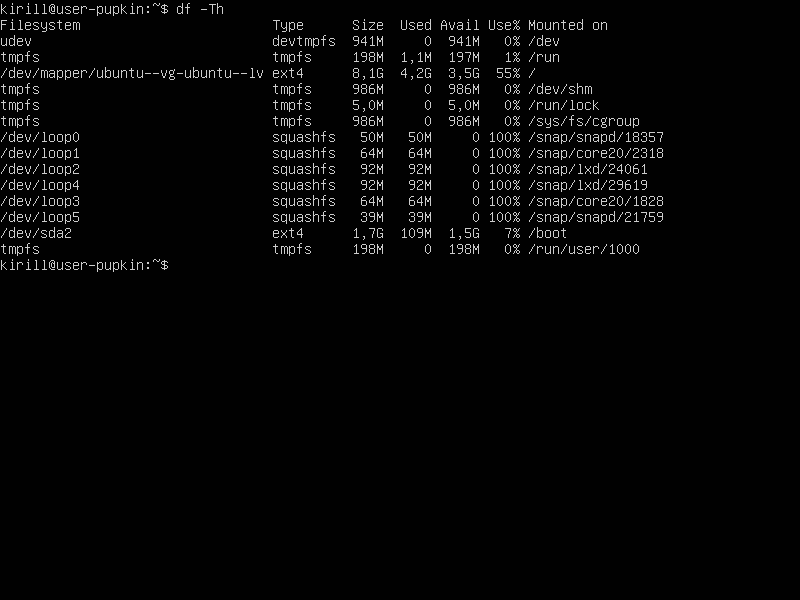 kirill@user-pupkin:~$ df -Th
Filesystem                        Type      Size  Used Avail Use% Mounted on
udev                              devtmpfs  941M     0  941M   0% /dev
tmpfs                             tmpfs     198M  1,1M  197M   1% /run
/dev/mapper/ubuntu--vg-ubuntu--lv ext4      8,1G  4,2G  3,5G  55% /
tmpfs                             tmpfs     986M     0  986M   0% /dev/shm
tmpfs                             tmpfs     5,0M     0  5,0M   0% /run/lock
tmpfs                             tmpfs     986M     0  986M   0% /sys/fs/cgroup
/dev/loop0                        squashfs   50M   50M     0 100% /snap/snapd/18357
/dev/loop1                        squashfs   64M   64M     0 100% /snap/core20/2318
/dev/loop2                        squashfs   92M   92M     0 100% /snap/lxd/24061
/dev/loop4                        squashfs   92M   92M     0 100% /snap/lxd/29619
/dev/loop3                        squashfs   64M   64M     0 100% /snap/core20/1828
/dev/loop5                        squashfs   39M   39M     0 100% /snap/snapd/21759
/dev/sda2                         ext4      1,7G  109M  1,5G   7% /boot
tmpfs                             tmpfs     198M     0  198M   0% /run/user/1000
kirill@user-pupkin:~$